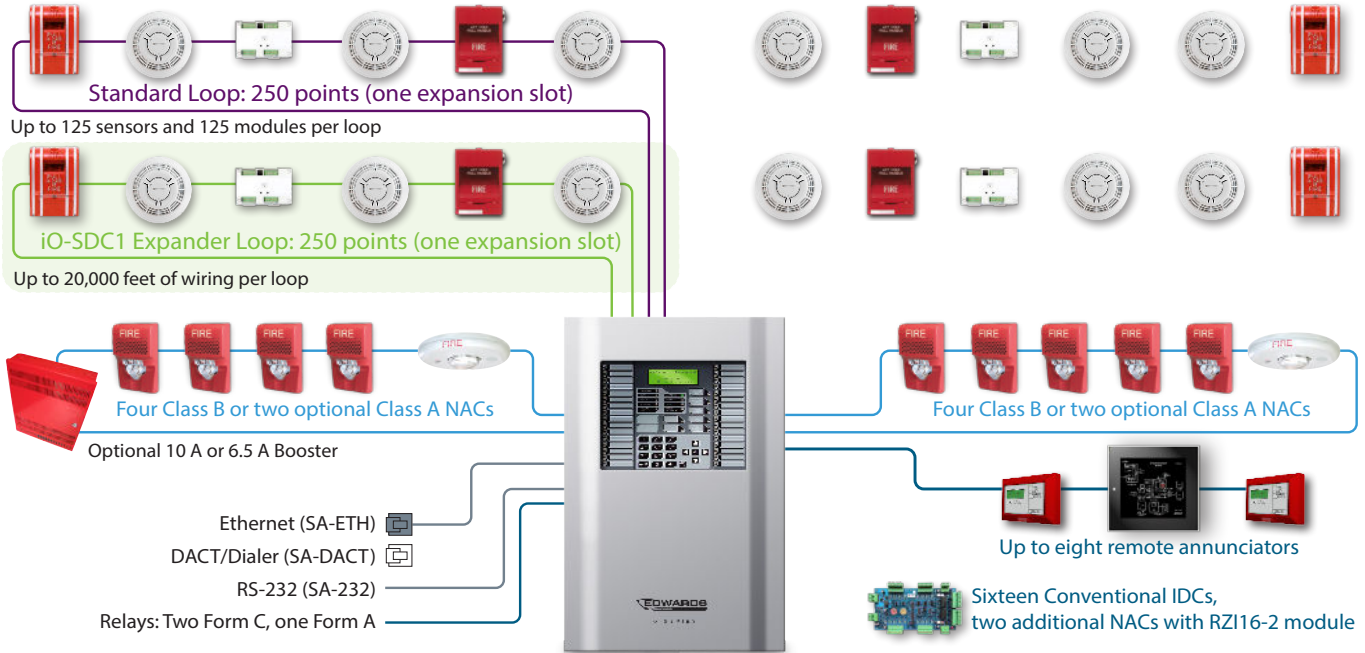 Standard Loop: 250 points (one expansion slot)
Up to 125 sensors and 125 modules per loop
FIRE
FIRE
iO-SDC1 Expander Loop: 250 points (one expansion slot)
Up to 20,000 feet of wiring per loop
FIRE
FIRE
FIRE FIRE FIRE FIRE FIRE
Four Class B or two optional Class A NACs
Optional 10 A or 6.5 A Booster
FIRE FIRE FIRE FIRE FIRE FIRE
Four Class B or two optional Class A NACs
Ethernet (SA-ETH)
DACT/Dialer (SA-DACT)
RS-232 (SA-232)
Relays: Two Form C, one Form A
EDWARDS
Up to eight remote annunciators
Sixteen Conventional IDCs,
two additional NACs with RZI16-2 module